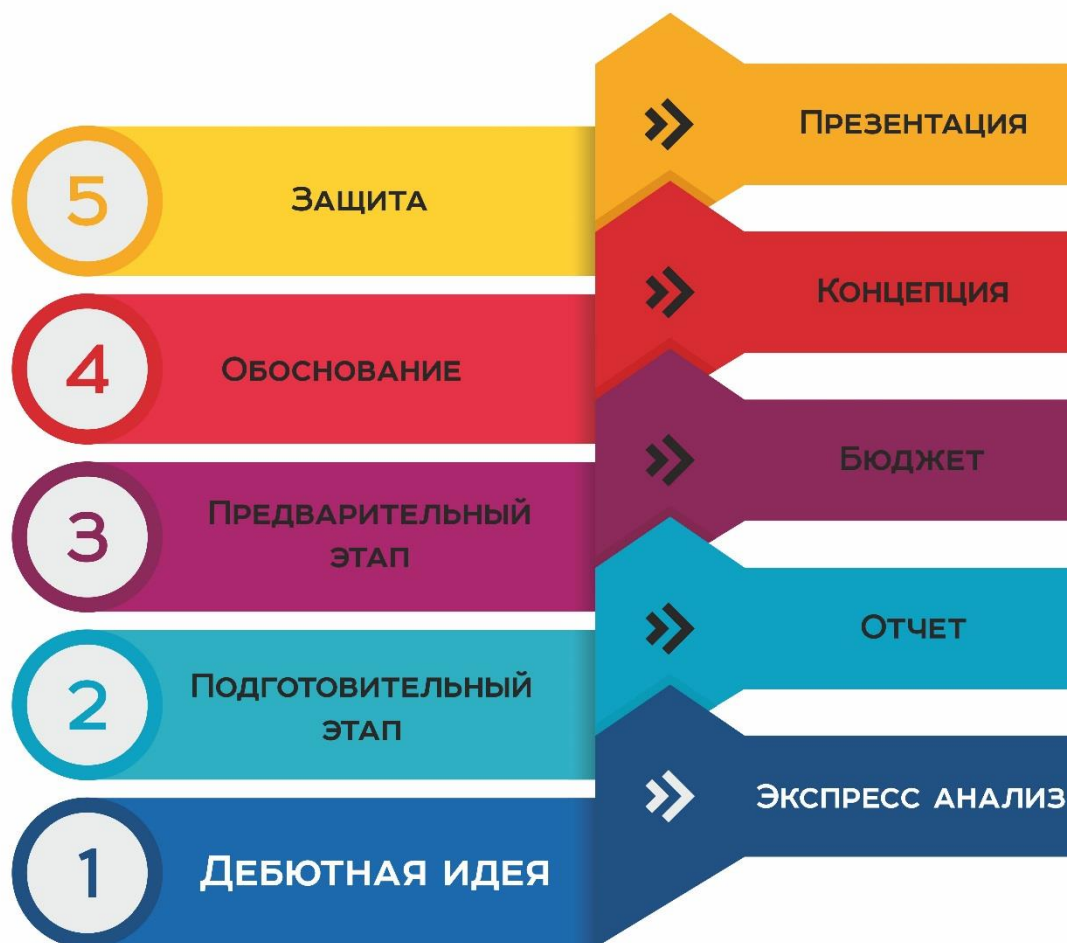 Презентация
5
Защита
Концепция
4
Обоснование
Бюджет
3
Предварительный
этап
Отчет
2
Подготовительный
этап
Экспресс анализ
1
Дебютная идея